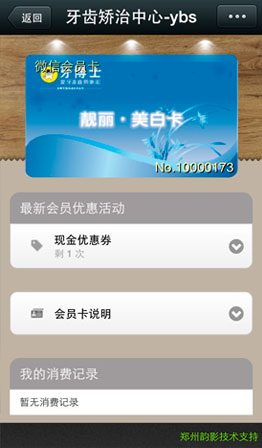 返回
牙齿矫治中心-ybs
微信会员卡
牙博士
靓丽·美白卡
No.10000173
最新会员优惠活动
现金优惠券
剩 1 次
会员卡说明
我的消费记录
暂无消费记录
郑州韵影技术支持